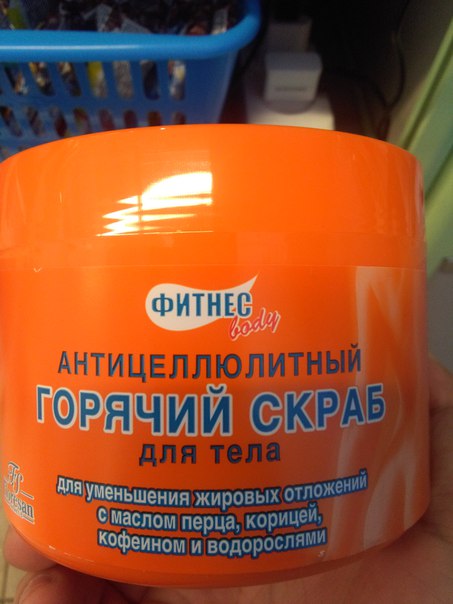 ФИТНЕС
body
АНТИЦЕЛЛЮЛИТНЫЙ
ГОРЯЧИЙ СКРАБ
для тела
для уменьшения жировых отложений
с маслом перца, корицей,
кофеином и водорослями